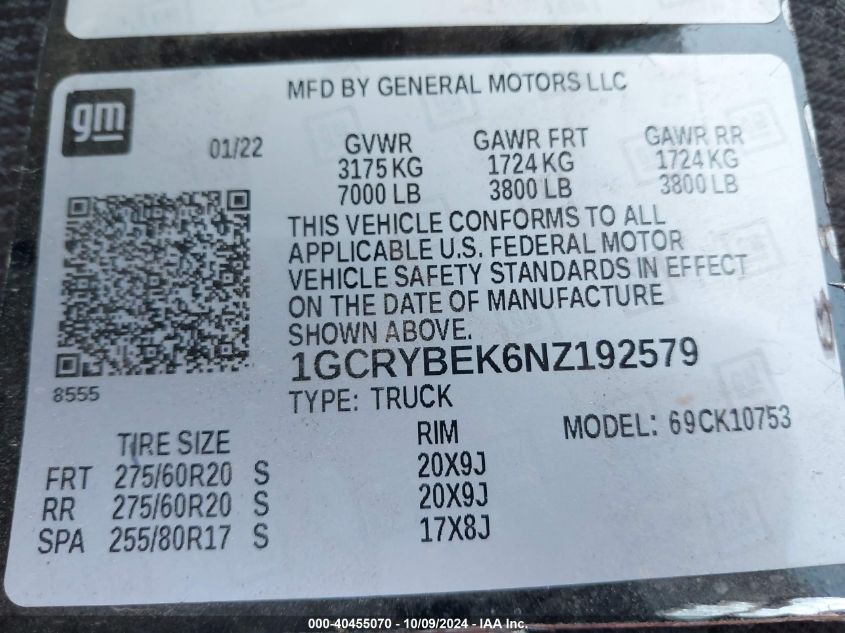 MFD BY GENERAL MOTORS LLC
gm
01/22 GVWR GAWR FRT GAWR RR
3175 KG 1724 KG 1724 KG
7000 LB 3800 LB 3800 LB
THIS VEHICLE CONFORMS TO ALL
APPLICABLE U.S. FEDERAL MOTOR
VEHICLE SAFETY STANDARDS IN EFFECT
ON THE DATE OF MANUFACTURE
SHOWN ABOVE.
1GCRYBEK6NZ192579
8555
TYPE: TRUCK
MODEL: 69CK10753
TIRE SIZE RIM
FRT 275/60R20 S 20X9J
RR 275/60R20 S 20X9J
SPA 255/80R17 S 17X8J
000-40455070 - 10/09/2024 - IAA Inc.